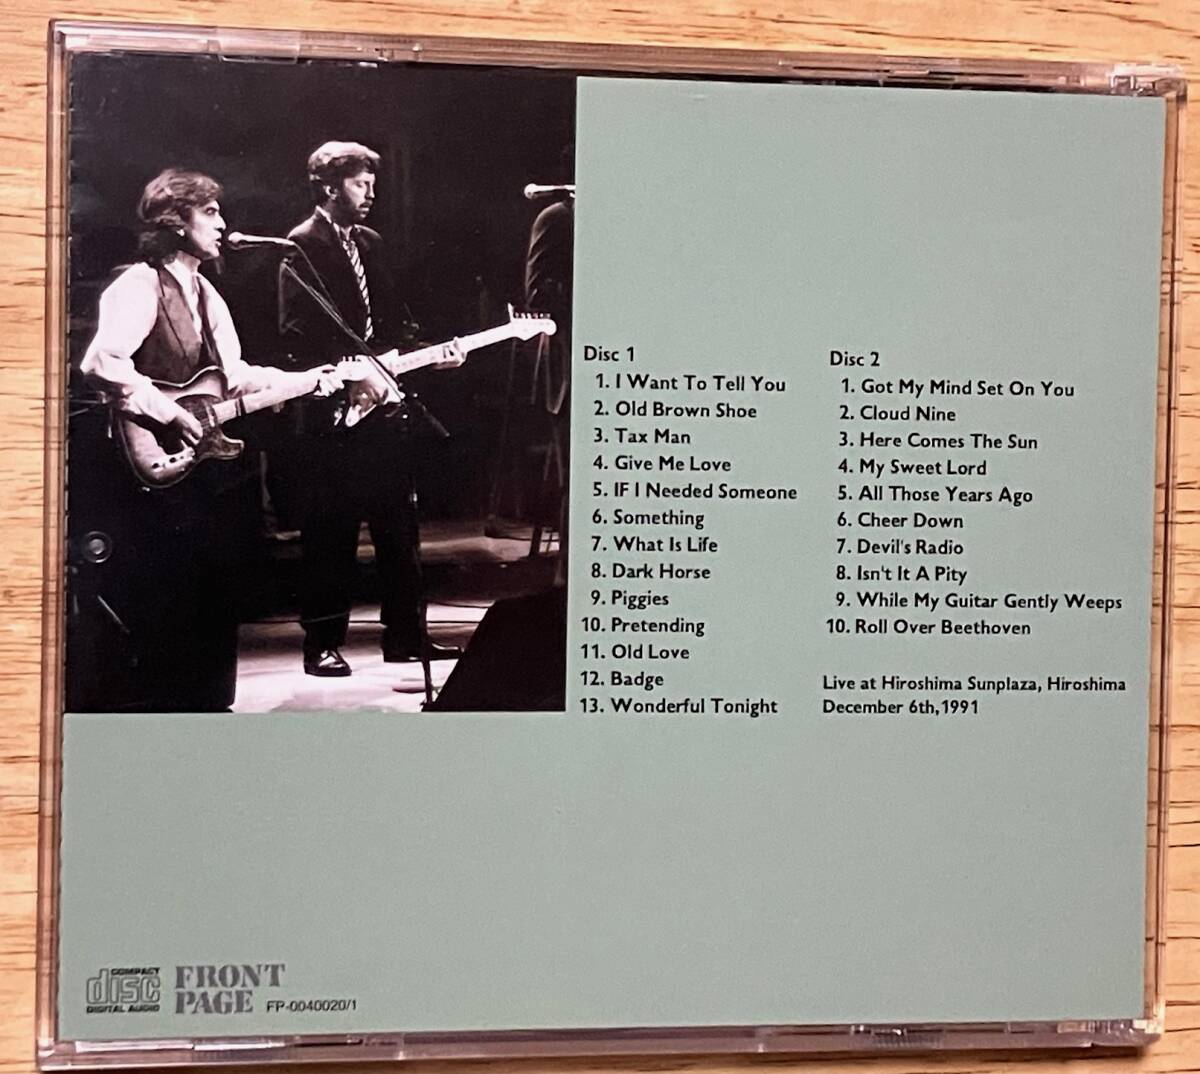 Disc 1
1. I Want To Tell You
2. Old Brown Shoe
3. Tax Man
4. Give Me Love
5. IF I Needed Someone
6. Something
7. What Is Life
8. Dark Horse
9. Piggies
10. Pretending
11. Old Love
12. Badge
13. Wonderful Tonight
Disc 2
1. Got My Mind Set On You
2. Cloud Nine
3. Here Comes The Sun
4. My Sweet Lord
5. All Those Years Ago
6. Cheer Down
7. Devil's Radio
8. Isn't It A Pity
9. While My Guitar Gently Weeps
10. Roll Over Beethoven
Live at Hiroshima Sunplaza, Hiroshima
December 6th, 1991
COMPACT
disc
DIGITAL AUDIO
FRONT
PAGE FP-0040020/1